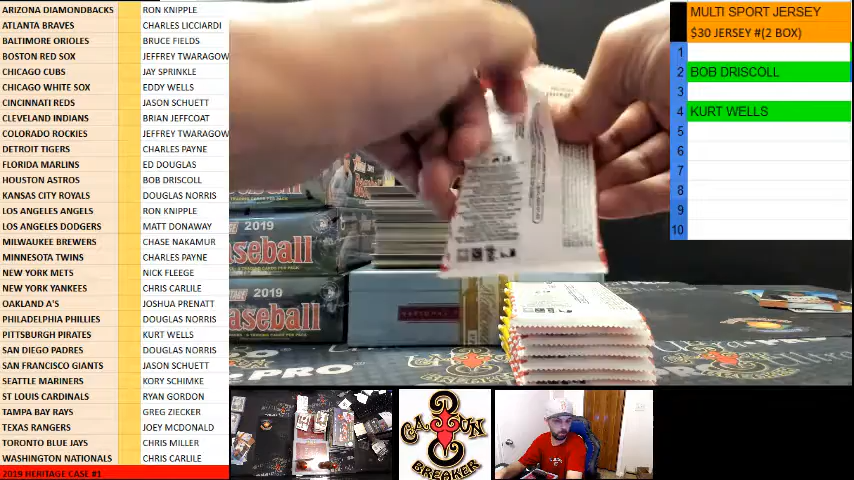 ARIZONA DIAMONDBACKS RON KNIPPLE
ATLANTA BRAVES CHARLES LICCIARDI
BALTIMORE ORIOLES BRUCE FIELDS
BOSTON RED SOX JEFFREY TWARAGOW
CHICAGO CUBS JAY SPRINKLE
CHICAGO WHITE SOX EDDY WELLS
CINCINNATI REDS JASON SCHUETT
CLEVELAND INDIANS BRIAN JEFFCOAT
COLORADO ROCKIES JEFFREY TWARAGOW
DETROIT TIGERS CHARLES PAYNE
FLORIDA MARLINS ED DOUGLAS
HOUSTON ASTROS BOB DRISCOLL
KANSAS CITY ROYALS DOUGLAS NORRIS
LOS ANGELES ANGELS RON KNIPPLE
LOS ANGELES DODGERS MATT DONAWAY
MILWAUKEE BREWERS CHASE NAKAMUR
MINNESOTA TWINS CHARLES PAYNE
NEW YORK METS NICK FLEEGE
NEW YORK YANKEES CHRIS CARLILE
OAKLAND A'S JOSHUA PRENATT
PHILADELPHIA PHILLIES DOUGLAS NORRIS
PITTSBURGH PIRATES KURT WELLS
SAN DIEGO PADRES DOUGLAS NORRIS
SAN FRANCISCO GIANTS JASON SCHUETT
SEATTLE MARINERS KORY SCHIMKE
ST LOUIS CARDINALS RYAN GORDON
TAMPA BAY RAYS GREG ZIECKER
TEXAS RANGERS JOEY MCDONALD
TORONTO BLUE JAYS CHRIS MILLER
WASHINGTON NATIONALS CHRIS CARLILE
2019 HERITAGE CASE #1
MULTI SPORT JERSEY
$30 JERSEY #(2 BOX)
1
2 BOB DRISCOLL
3
4 KURT WELLS
5
6
7
8
9
10
2019
aseball
2019
aseball
PRO
CAJUN
BREAKER